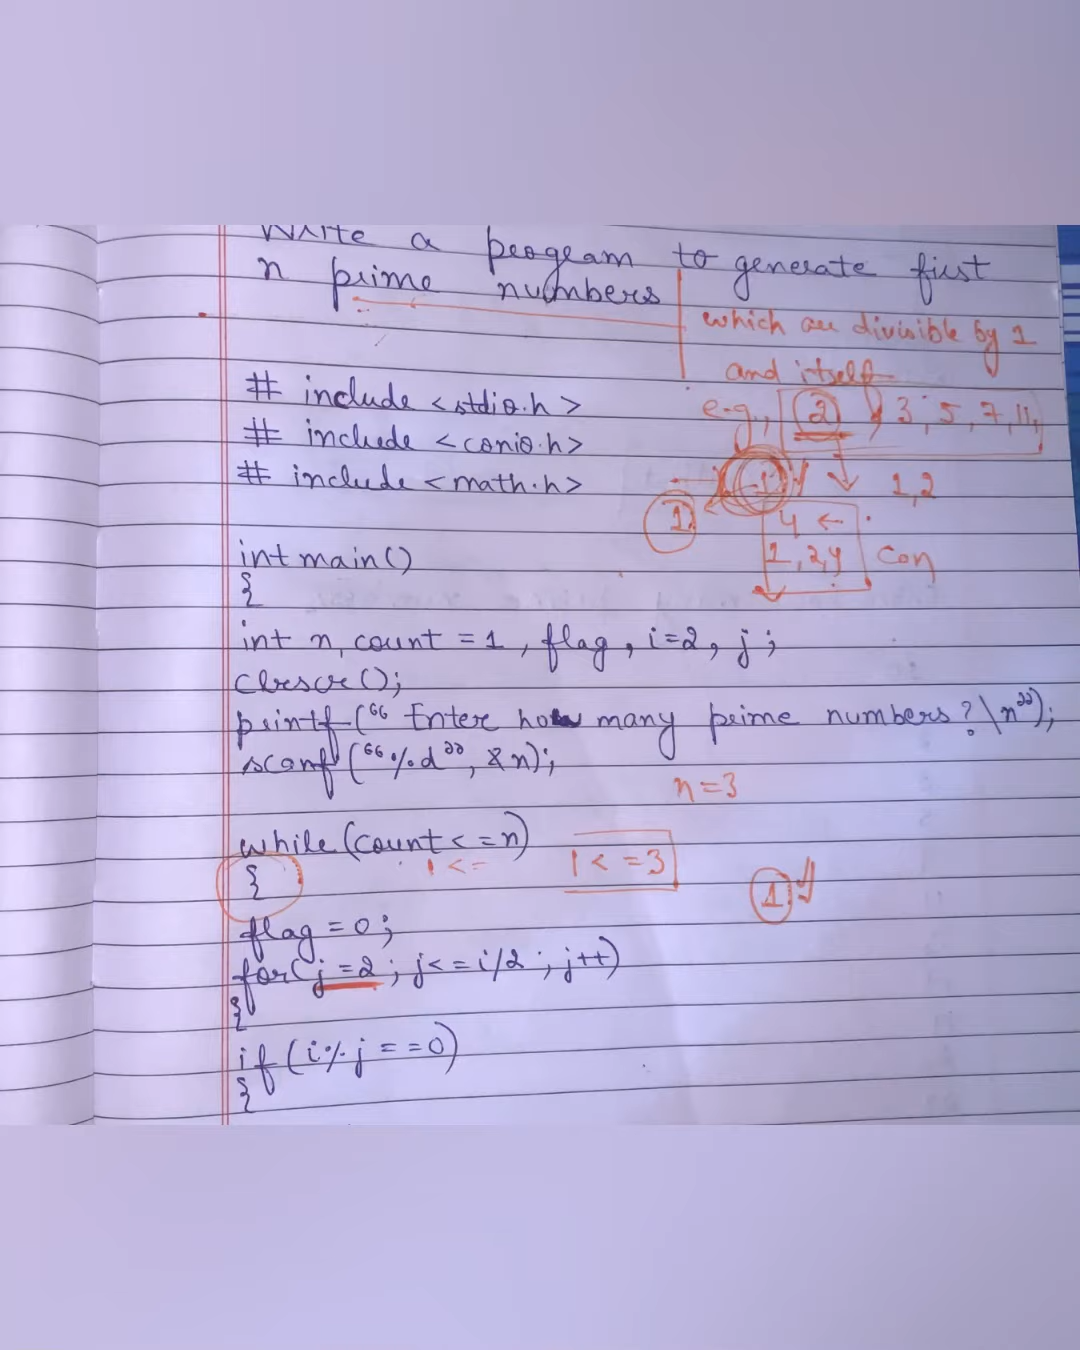 Write a program to generate first
n prime numbers
which are divisible by 1
and itself
e.g., 2, 3, 5, 7, 11,
# include <stdio.h>
# include <conio.h>
# include <math.h>
1, 2
1
4 ←
1, 2, 4 Con
int main()
{
int n, count = 1, flag, i=2, j;
clrscr();
printf ("Enter how many prime numbers? \n");
scanf ("%d", &n);
n=3
while (count <= n)
1 <= 1 < = 3
{
1
flag = 0;
for( j =2; j<= i/2 ; j++)
{
if (i% j = =0)
{